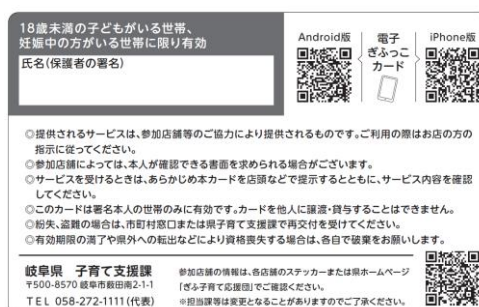 18歳未満の子どもがいる世帯、
妊娠中の方がいる世帯に限り有効
氏名(保護者の署名)
Android版
電子
ぎふっこ
カード
iPhone版
◎提供されるサービスは、参加店舗等のご協力により提供されるものです。ご利用の際はお店の方の
指示に従ってください。
◎参加店舗によっては、本人が確認できる書面を求められる場合がございます。
◎サービスを受けるときは、あらかじめ本カードを店頭などで提示するとともに、サービス内容を確認
してください。
◎このカードは署名本人の世帯のみに有効です。カードを他人に譲渡・貸与することはできません。
◎紛失、盗難の場合は、市町村窓口または県子育て支援課で再交付を受けてください。
◎有効期限の満了や県外への転出などにより資格喪失する場合は、各自で破棄をお願いします。
岐阜県 子育て支援課
〒500-8570 岐阜市薮田南2-1-1
TEL 058-272-1111(代表)
参加店舗の情報は、各店舗のステッカーまたは県ホームページ
「ぎふ子育て応援団」でご確認ください。
※担当課等は変更となることがありますのでご了承ください。